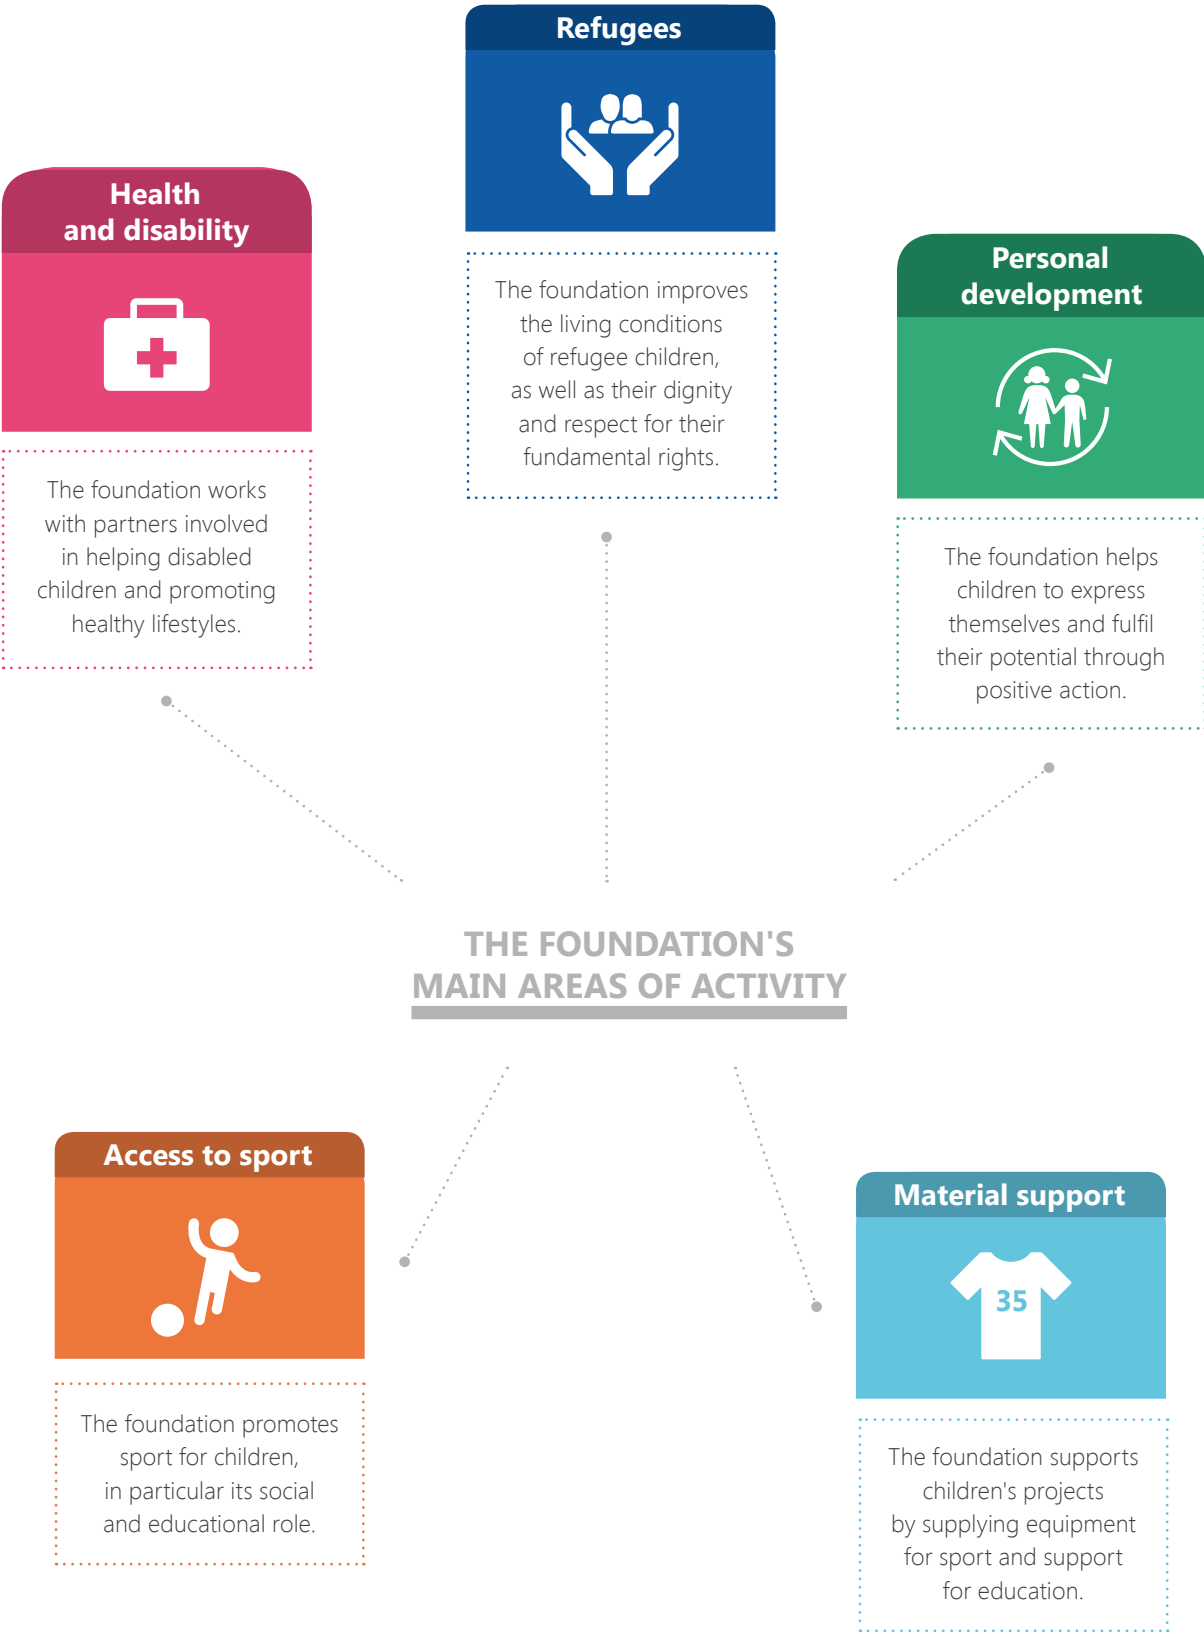 Refugees
The foundation improves
the living conditions
of refugee children,
as well as their dignity
and respect for their
fundamental rights.
Health
and disability
The foundation works
with partners involved
in helping disabled
children and promoting
healthy lifestyles.
Personal
development
The foundation helps
children to express
themselves and fulfil
their potential through
positive action.
THE FOUNDATION'S
MAIN AREAS OF ACTIVITY
Access to sport
The foundation promotes
sport for children,
in particular its social
and educational role.
Material support
35
The foundation supports
children's projects
by supplying equipment
for sport and support
for education.